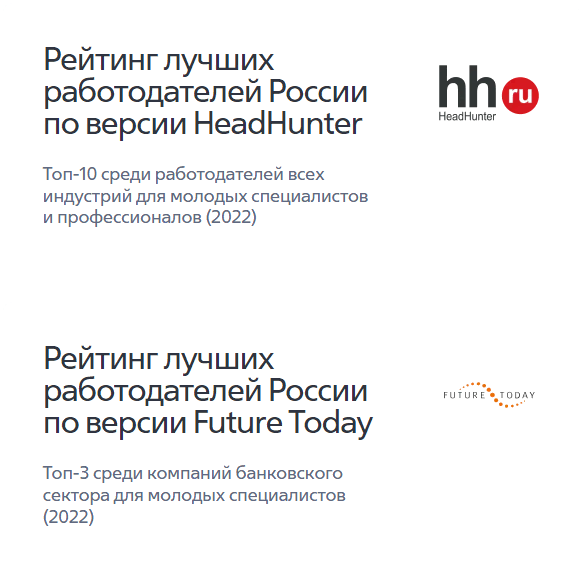 Рейтинг лучших
работодателей России
по версии HeadHunter
hh ru
HeadHunter
Топ-10 среди работодателей всех
индустрий для молодых специалистов
и профессионалов (2022)
Рейтинг лучших
работодателей России
по версии Future Today
FUTURE TODAY
Топ-3 среди компаний банковского
сектора для молодых специалистов
(2022)